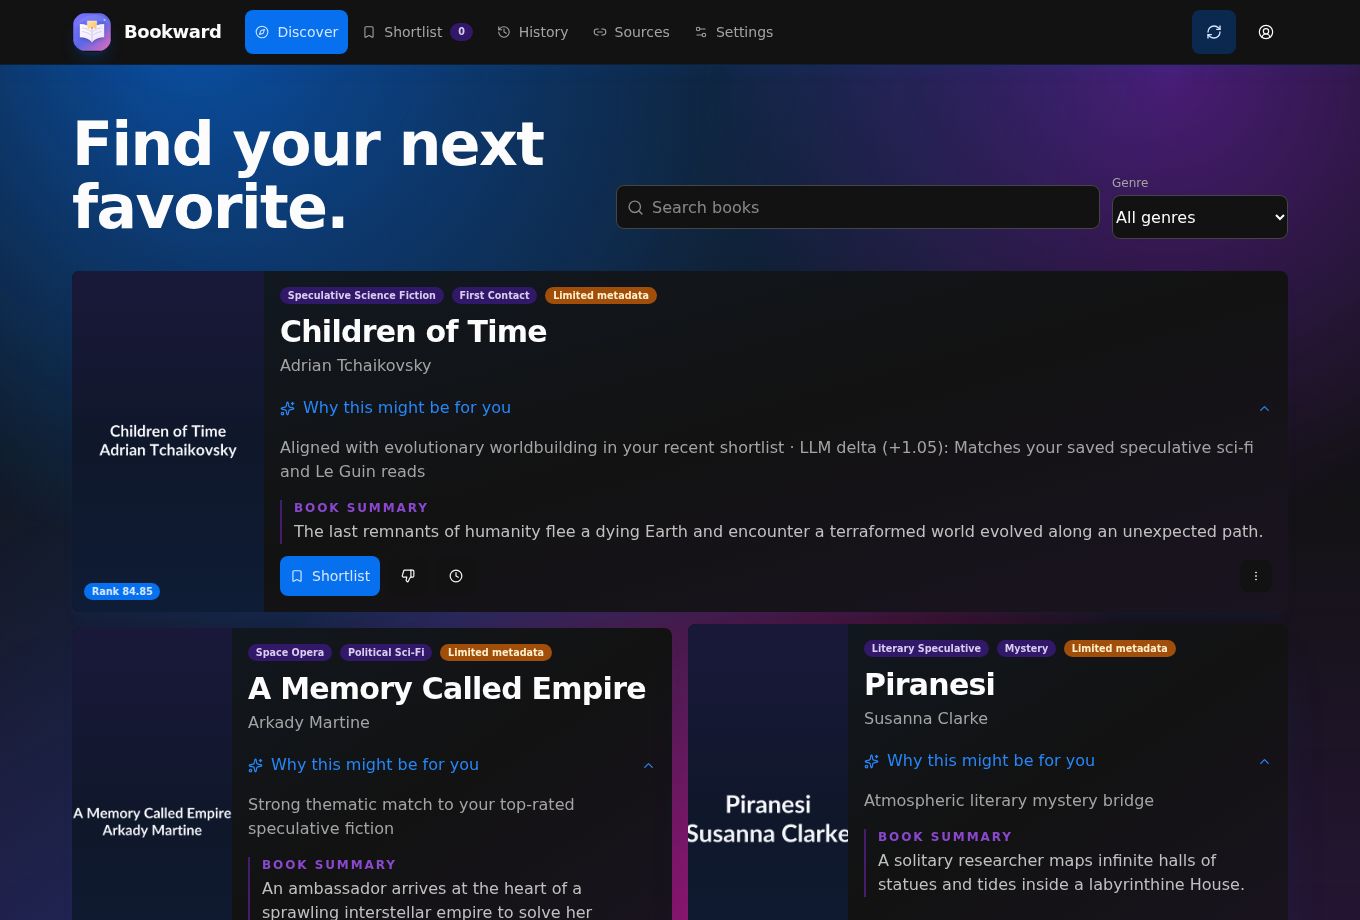 Bookward
Discover
Shortlist 0
History
Sources
Settings
Find your next
favorite.
Search books
Genre
All genres
Children of Time
Adrian Tchaikovsky
Rank 84.85
Speculative Science Fiction
First Contact
Limited metadata
Children of Time
Adrian Tchaikovsky
Why this might be for you
Aligned with evolutionary worldbuilding in your recent shortlist · LLM delta (+1.05): Matches your saved speculative sci-fi
and Le Guin reads
BOOK SUMMARY
The last remnants of humanity flee a dying Earth and encounter a terraformed world evolved along an unexpected path.
Shortlist
A Memory Called Empire
Arkady Martine
Space Opera
Political Sci-Fi
Limited metadata
A Memory Called Empire
Arkady Martine
Why this might be for you
Strong thematic match to your top-rated
speculative fiction
BOOK SUMMARY
An ambassador arrives at the heart of a
sprawling interstellar empire to solve her
Piranesi
Susanna Clarke
Literary Speculative
Mystery
Limited metadata
Piranesi
Susanna Clarke
Why this might be for you
Atmospheric literary mystery bridge
BOOK SUMMARY
A solitary researcher maps infinite halls of
statues and tides inside a labyrinthine House.